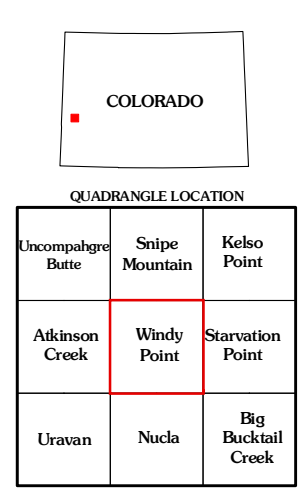 COLORADO
QUADRANGLE LOCATION
Uncompahgre
Butte
Snipe
Mountain
Kelso
Point
Atkinson
Creek
Windy
Point
Starvation
Point
Uravan
Nucla
Big
Bucktail
Creek